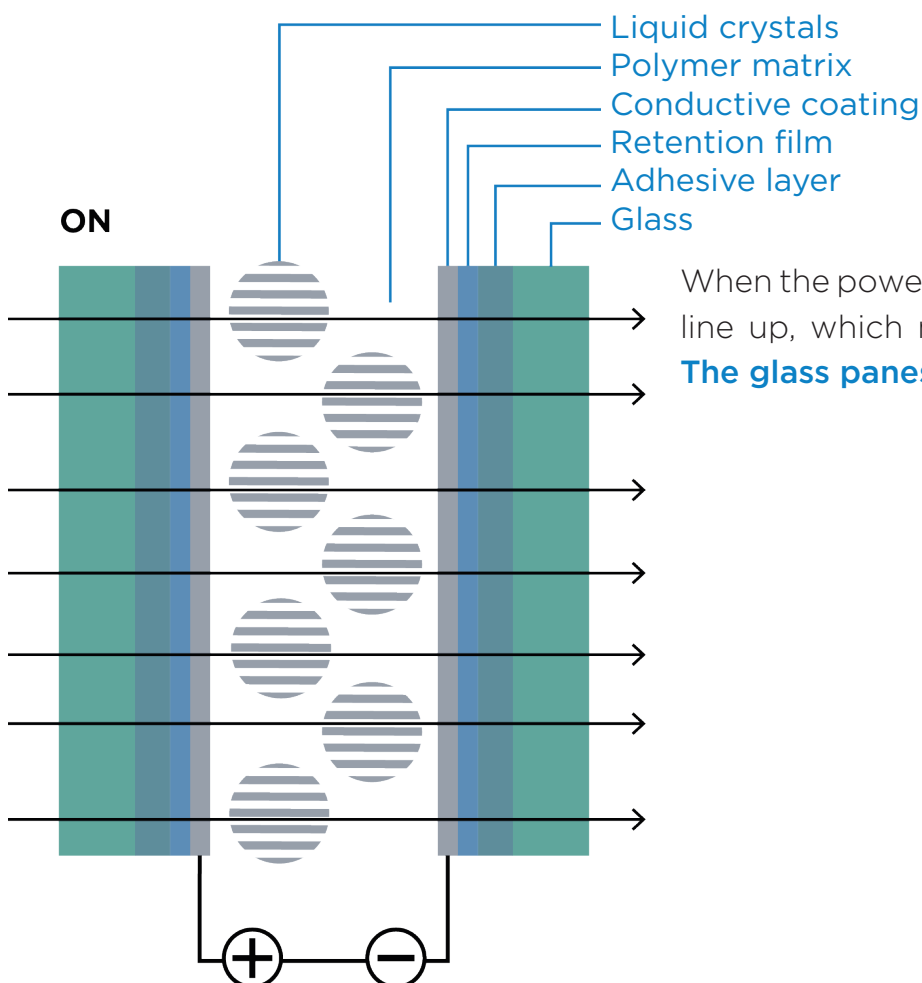 Liquid crystals
Polymer matrix
Conductive coating
Retention film
Adhesive layer
Glass
ON
When the powe
line up, which
The glass pane